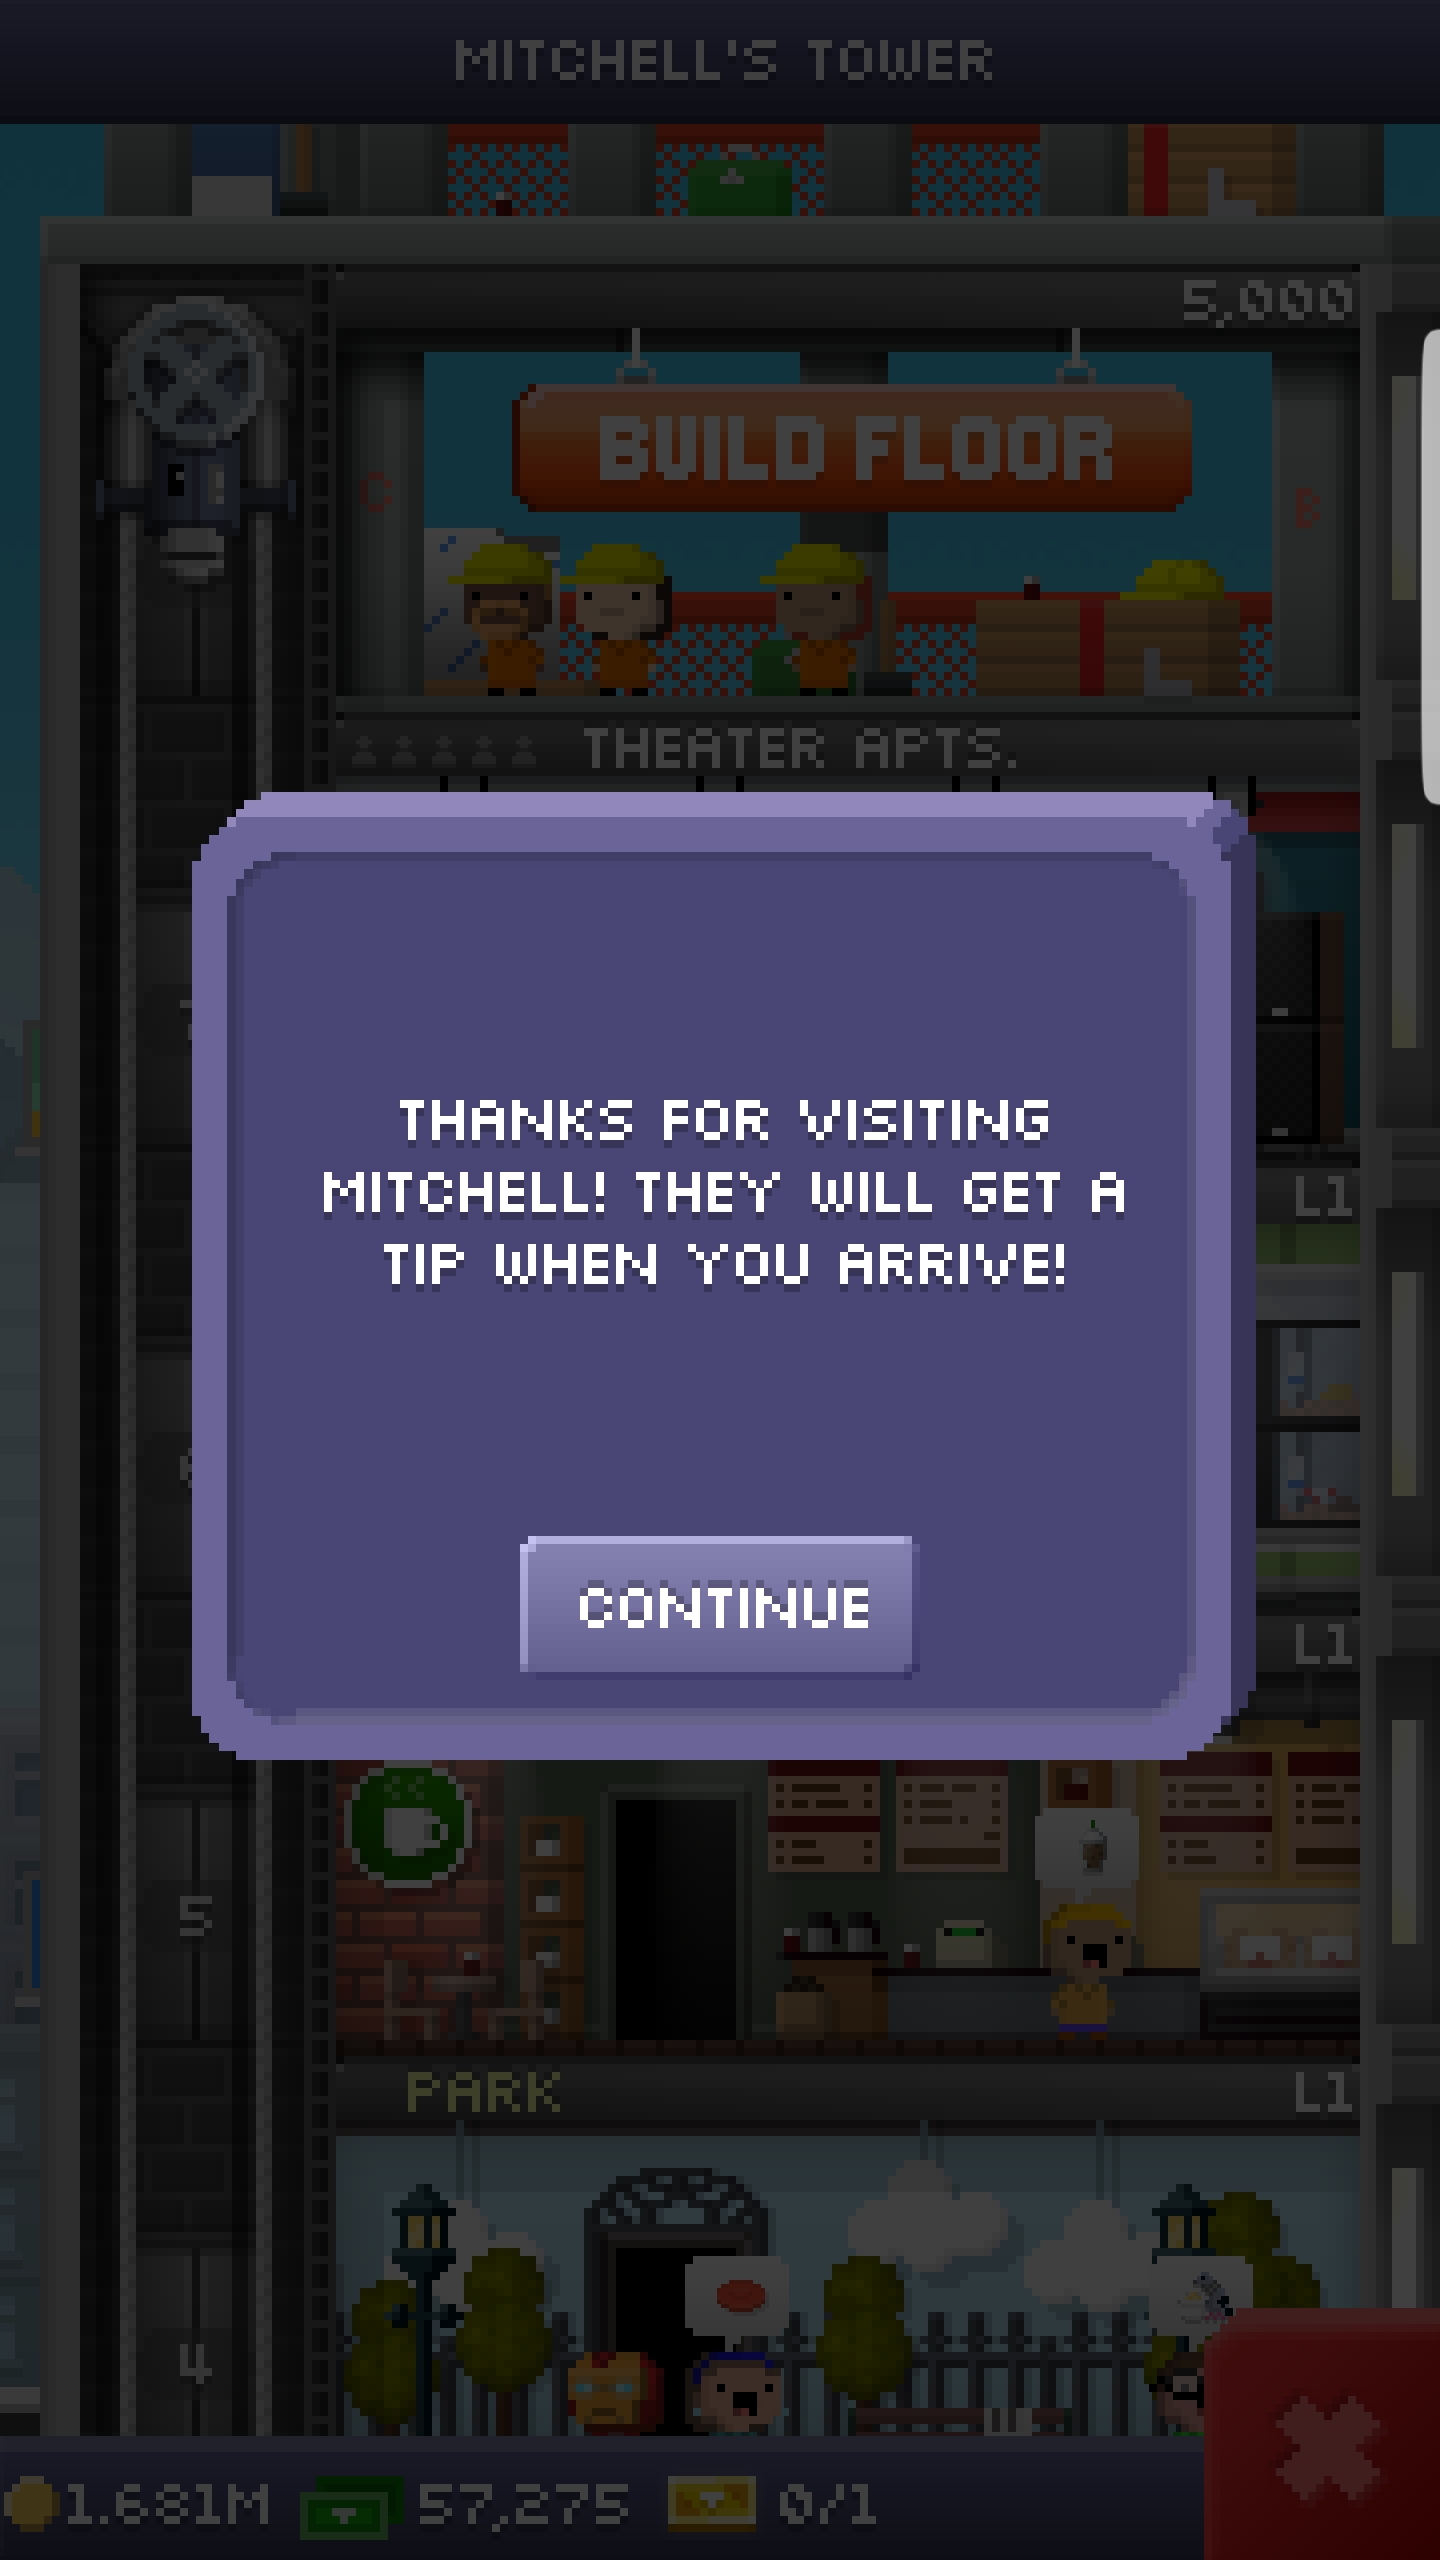 MITCHELL'S TOWER
5,000
BUILD FLOOR
C
B
THEATER APTS.
THANKS FOR VISITING
MITCHELL! THEY WILL GET A
TIP WHEN YOU ARRIVE!
L1
CONTINUE
L1
5
PARK
L1
4
1.681M
57,275
0/1